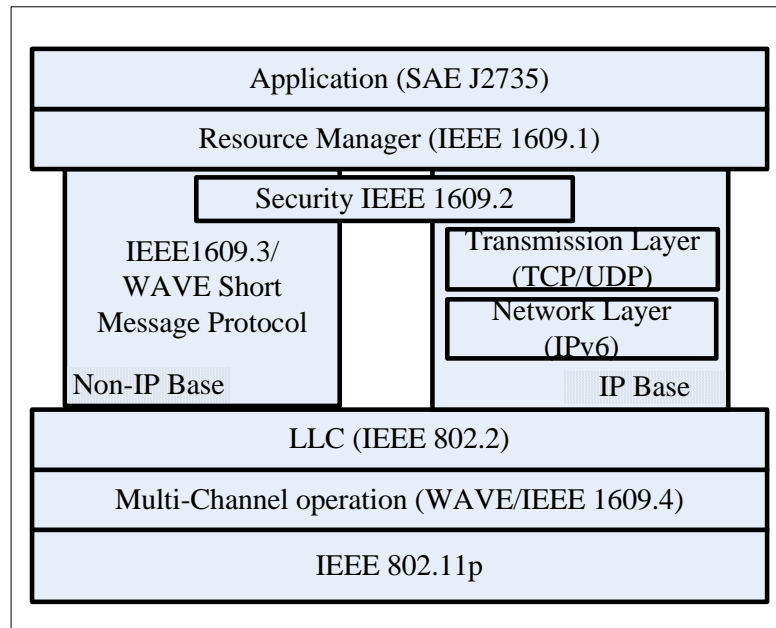 Application (SAE J2735)
Resource Manager (IEEE 1609.1)
Security IEEE 1609.2
IEEE1609.3/
WAVE Short
Message Protocol
Non-IP Base
Transmission Layer
(TCP/UDP)
Network Layer
(IPv6)
IP Base
LLC (IEEE 802.2)
Multi-Channel operation (WAVE/IEEE 1609.4)
IEEE 802.11p